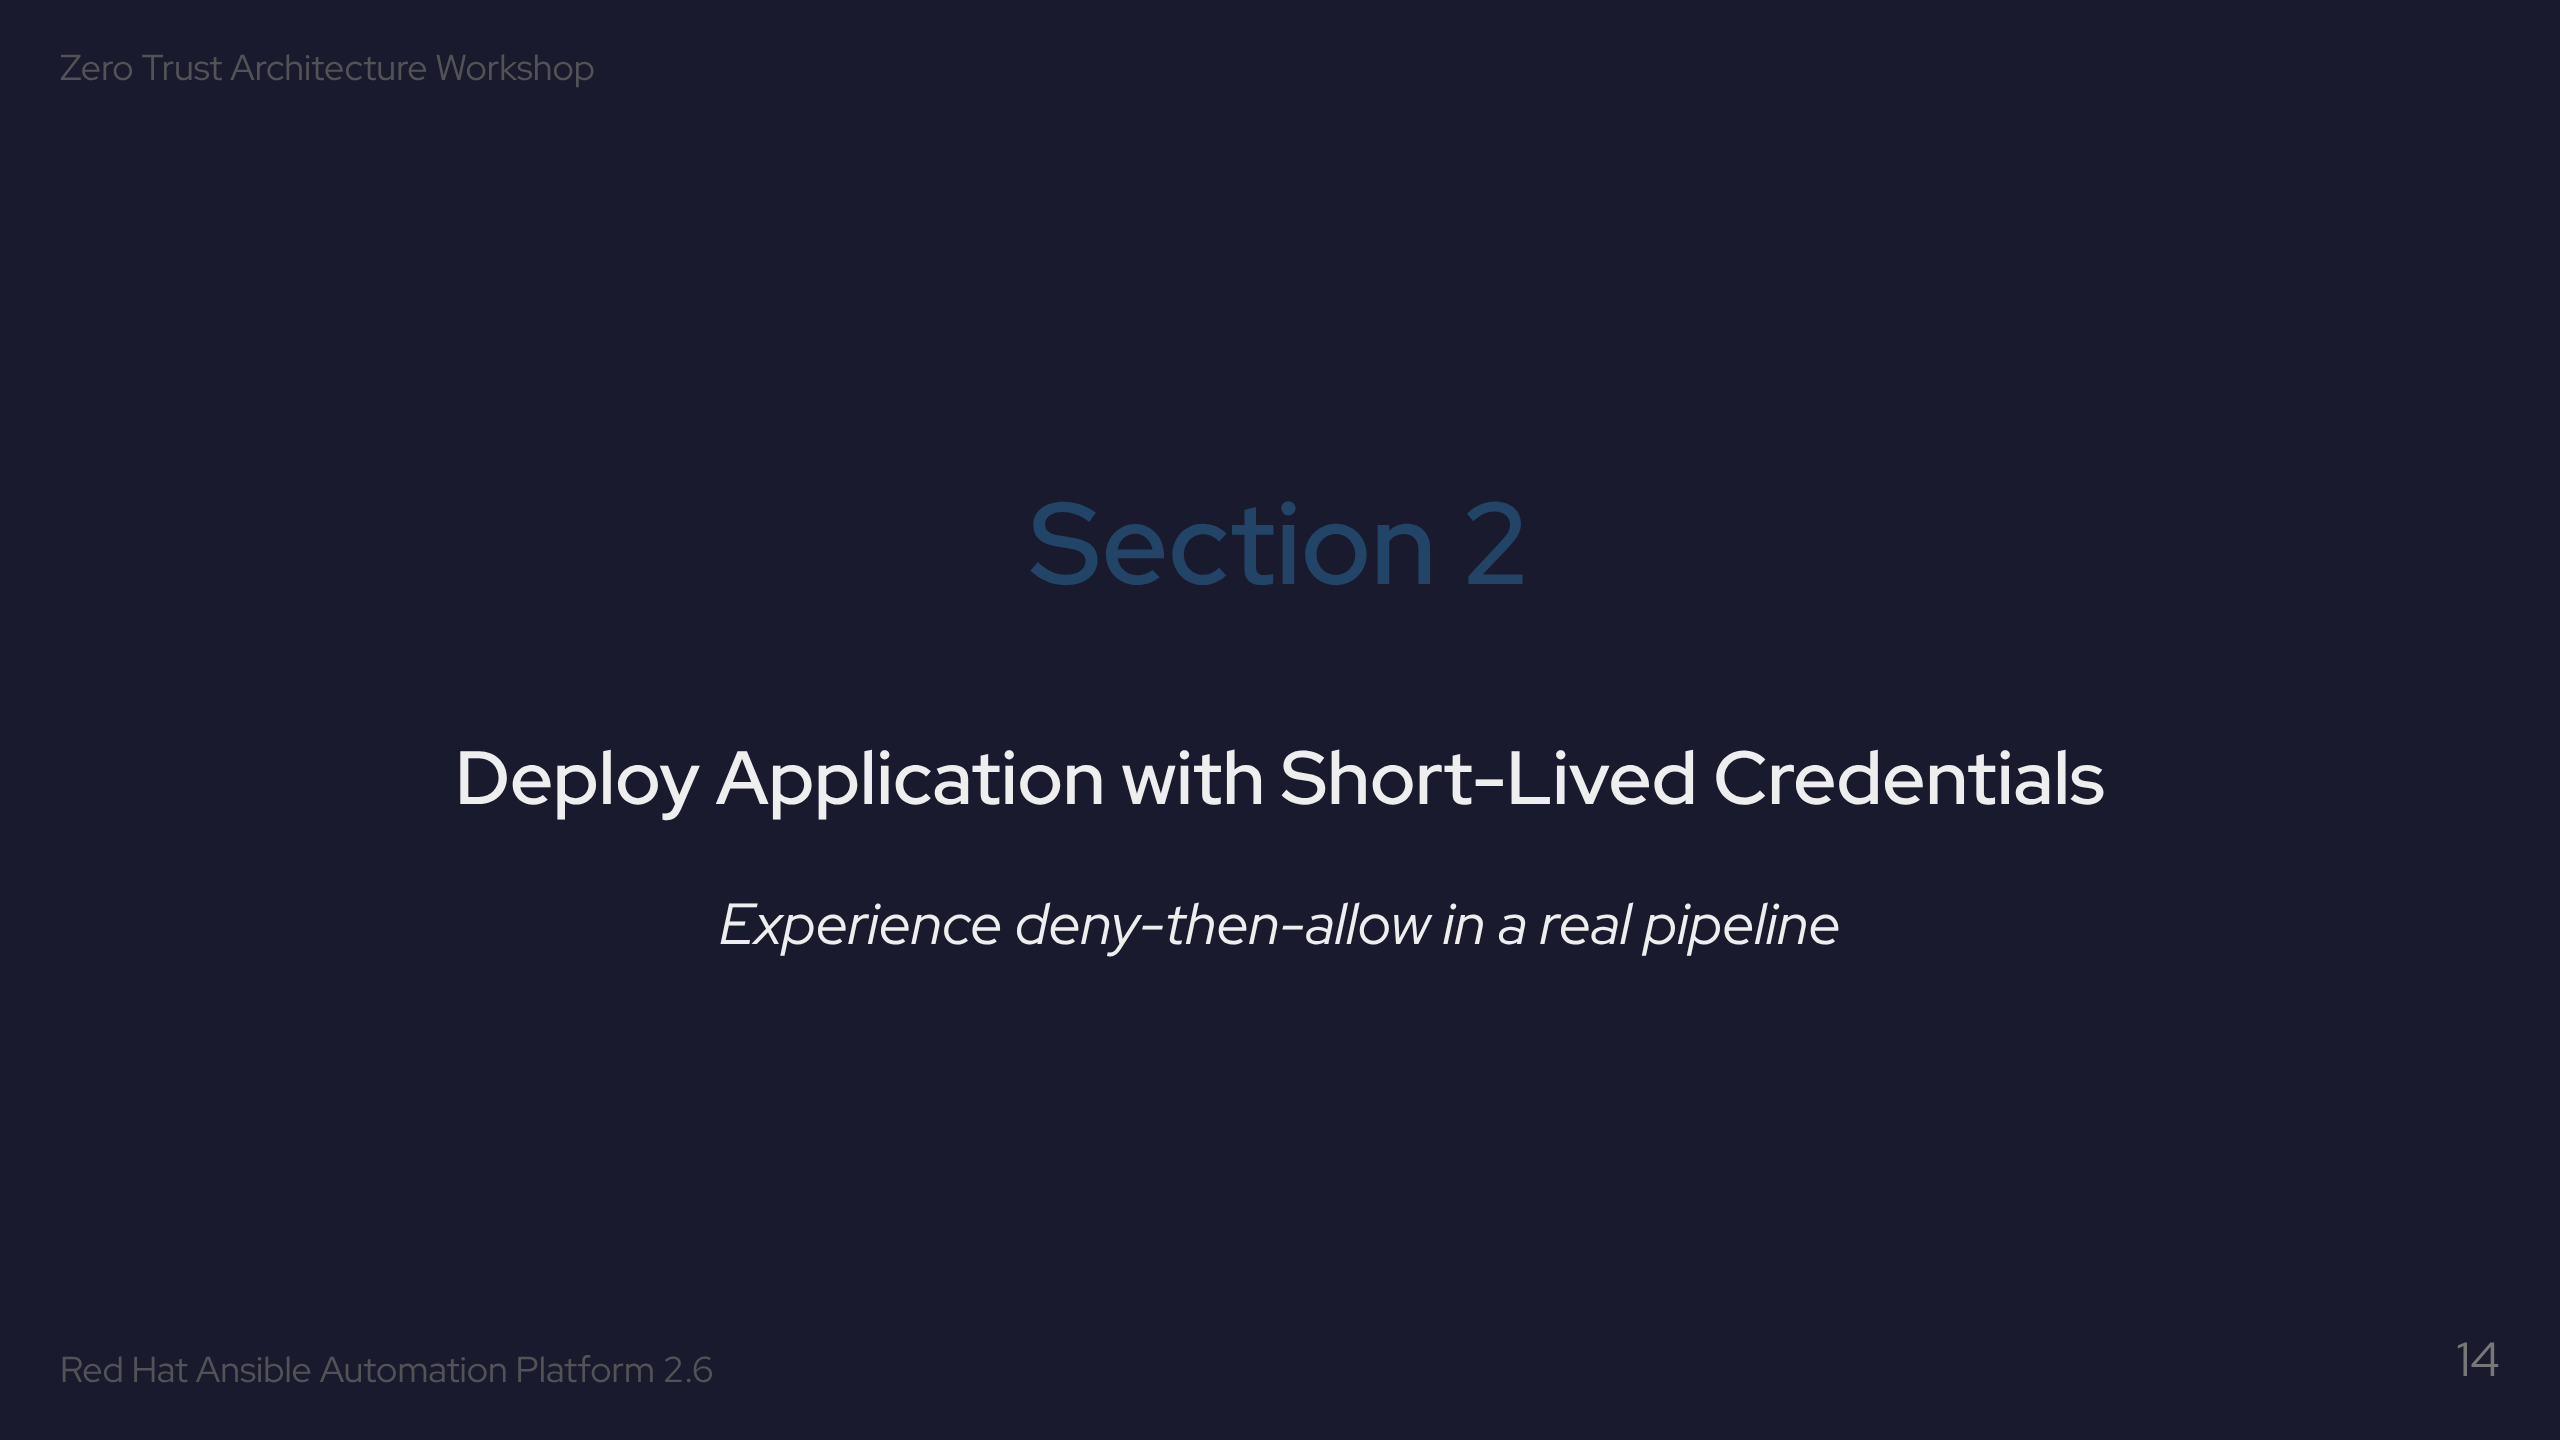 Zero Trust Architecture Workshop
Section 2
Deploy Application with Short-Lived Credentials
Experience deny-then-allow in a real pipeline
Red Hat Ansible Automation Platform 2.6
14